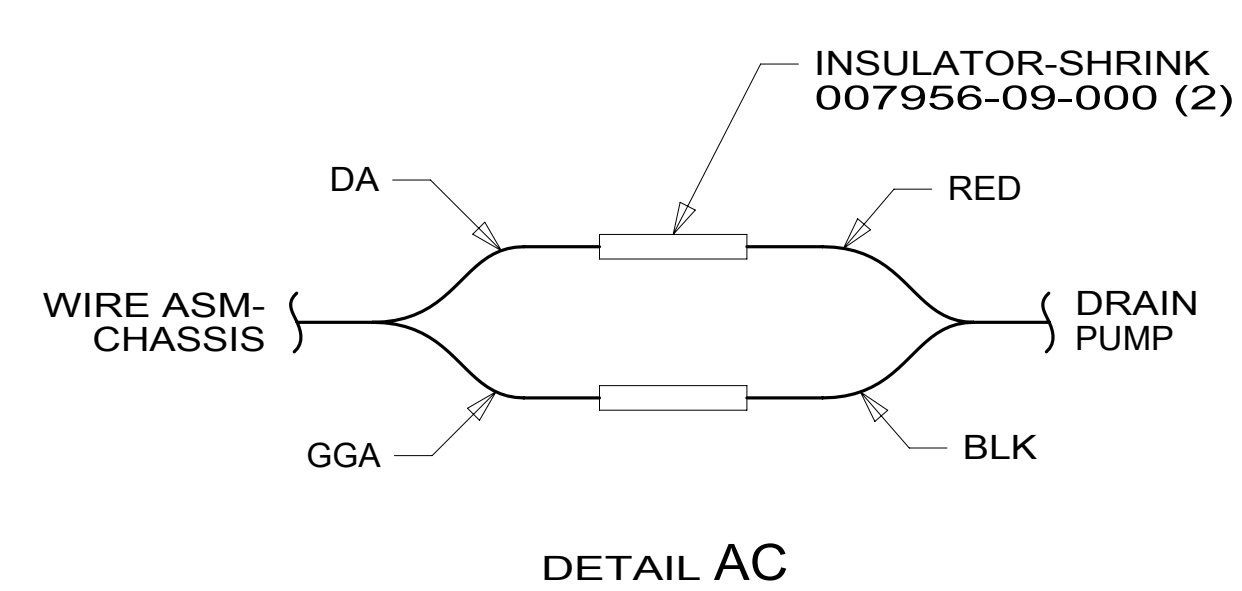 INSULATOR-SHRINK
007956-09-000 (2)
DA
RED
WIRE ASM-
CHASSIS
DRAIN
PUMP
GGA
BLK
DETAIL AC